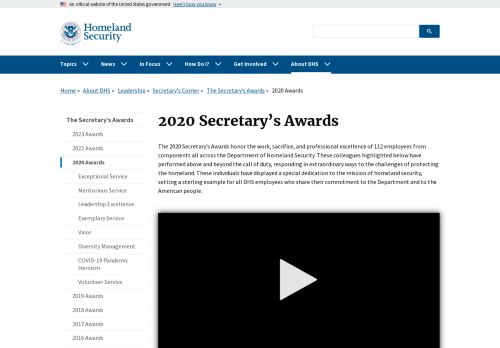 An official website of the United States government Here's how you know
Homeland
Security
Topics News In Focus How Do I? Get Involved About DHS
Home » About DHS » Leadership » Secretary's Corner » The Secretary's Awards » 2020 Awards
The Secretary's Awards
2023 Awards
2022 Awards
2020 Awards
Exceptional Service
Meritorious Service
Leadership Excellence
Exemplary Service
Valor
Diversity Management
COVID-19 Pandemic
Heroism
Volunteer Service
2019 Awards
2018 Awards
2017 Awards
2016 Awards
2020 Secretary's Awards
The 2020 Secretary's Awards honor the work, sacrifice, and professional excellence of 112 employees from
components all across the Department of Homeland Security. These colleagues highlighted below have
performed above and beyond the call of duty, responding in extraordinary ways to the challenges of protecting
the homeland. These individuals have displayed a special dedication to the mission of homeland security,
setting a sterling example for all DHS employees who share their commitment to the Department and to the
American people.